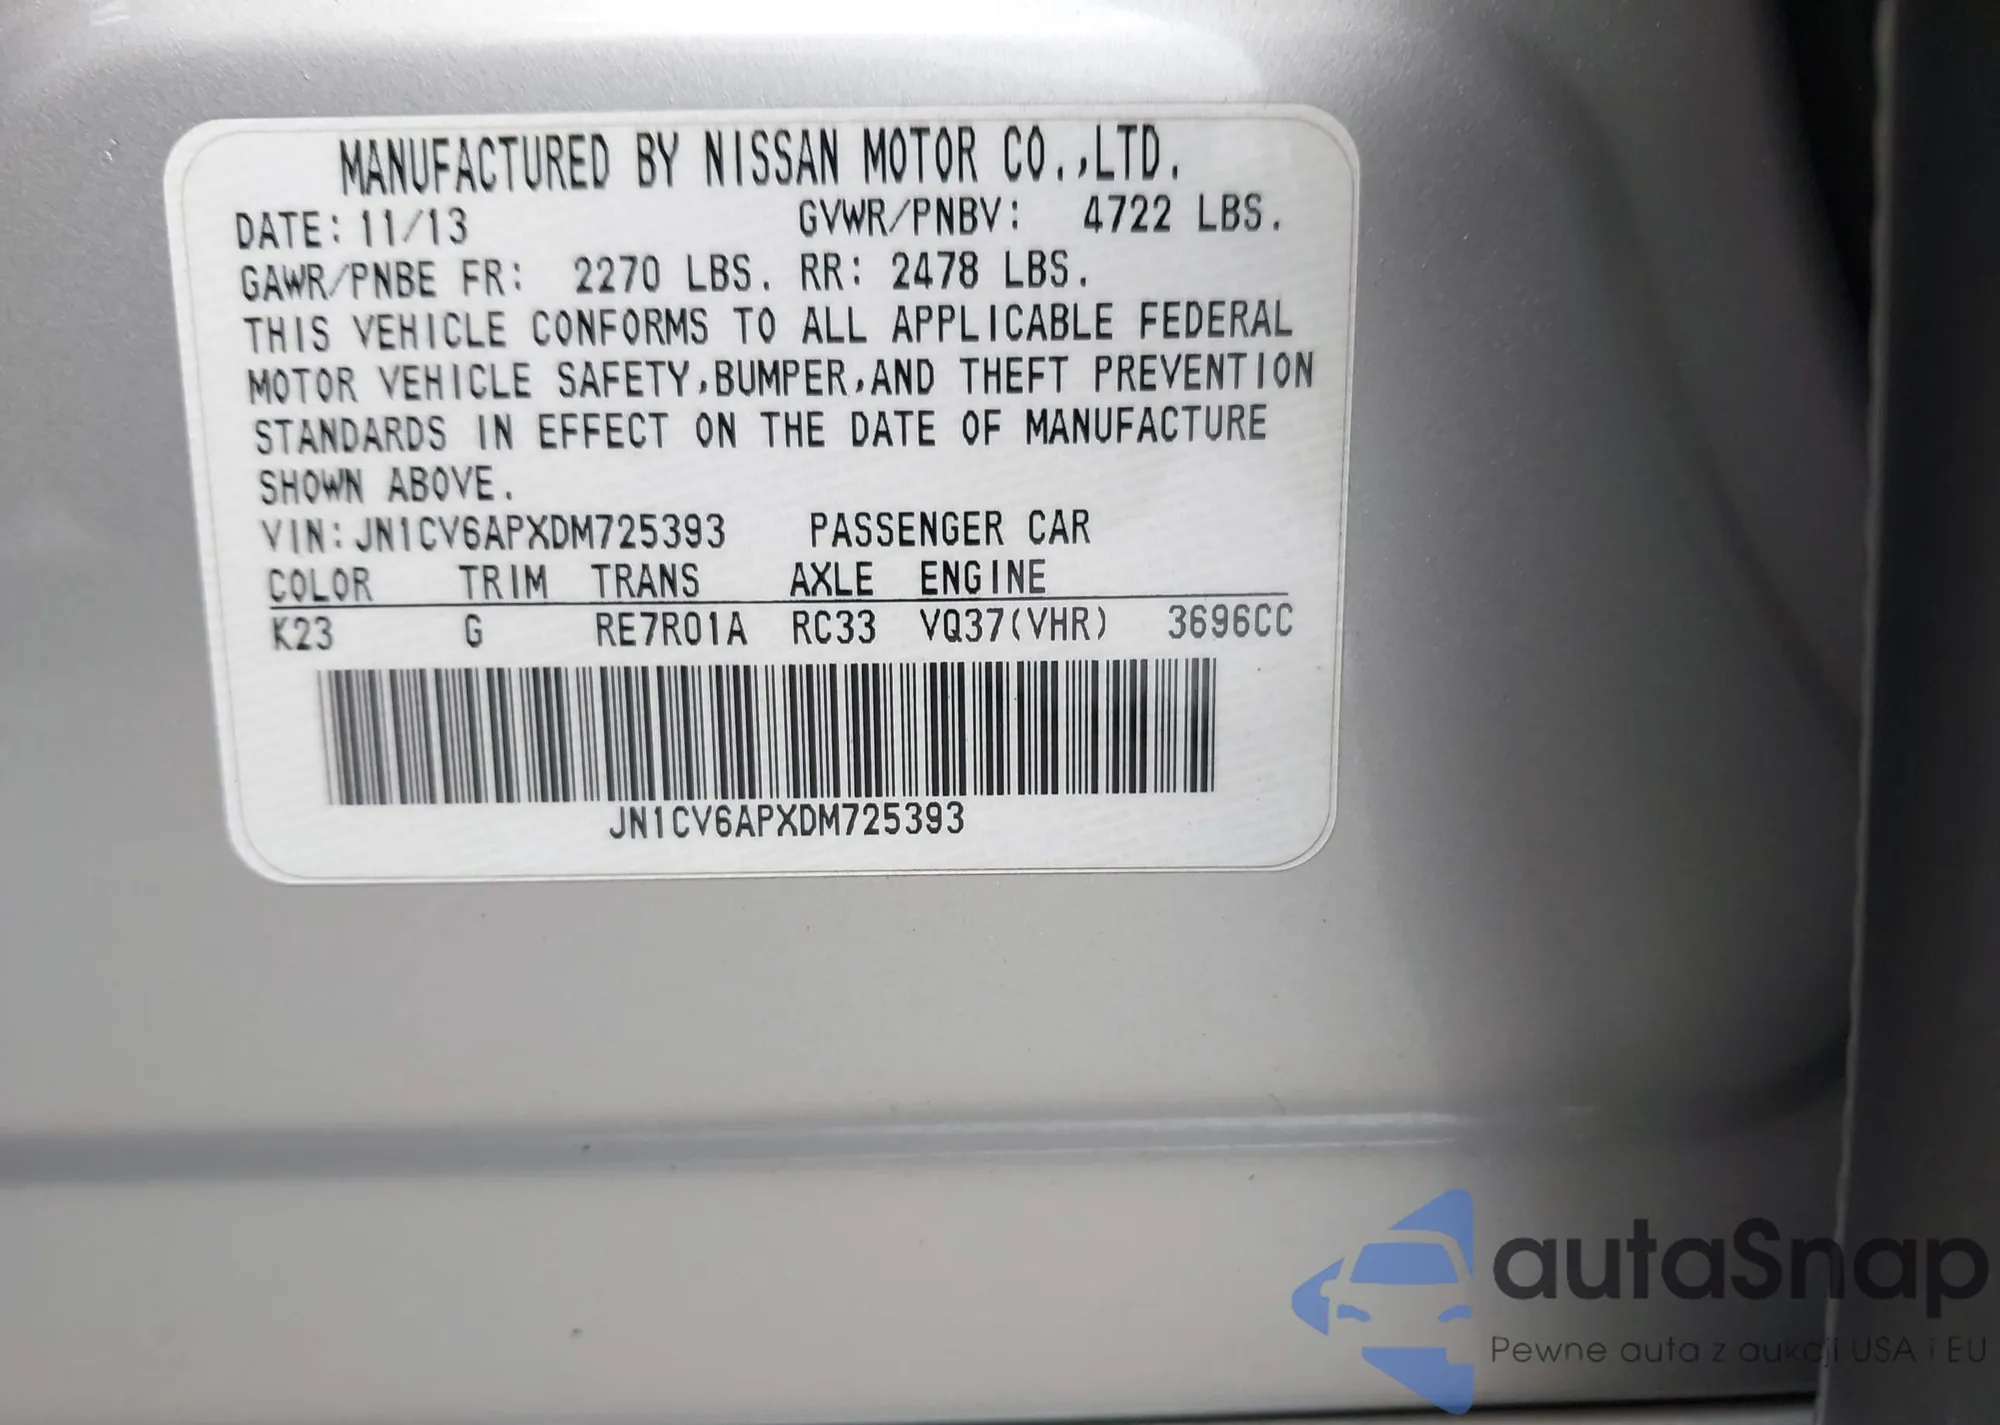 MANUFACTURED BY NISSAN MOTOR CO.,LTD.
DATE: 11/13 GVWR/PNBV: 4722 LBS.
GAWR/PNBE FR: 2270 LBS. RR: 2478 LBS.
THIS VEHICLE CONFORMS TO ALL APPLICABLE FEDERAL
MOTOR VEHICLE SAFETY,BUMPER,AND THEFT PREVENTION
STANDARDS IN EFFECT ON THE DATE OF MANUFACTURE
SHOWN ABOVE.
VIN: JN1CV6APXDM725393 PASSENGER CAR
COLOR TRIM TRANS AXLE ENGINE
K23 G RE7R01A RC33 VQ37(VHR) 3696CC
JN1CV6APXDM725393
autaSnap
Pewne auta z aukcji USA i EU